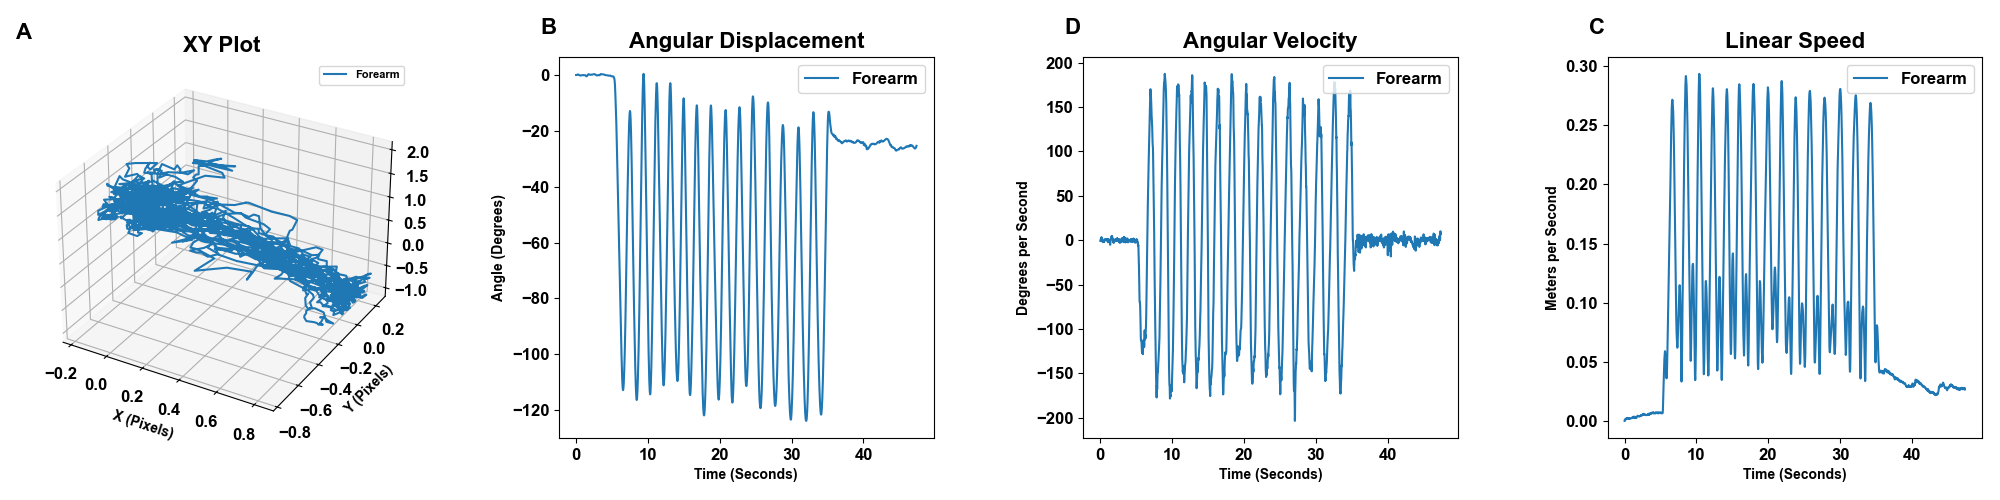 A
XY Plot
Forearm
2.0
1.5
1.0
0.5
0.0
−0.5
−1.0
−0.2
0.0
0.2
0.4
0.6
0.8
X (Pixels)
0.2
0.0
−0.2
−0.4
−0.6
−0.8
Y (Pixels)
B
Angular Displacement
Forearm
0
−20
−40
−60
−80
−100
−120
Angle (Degrees)
0 10 20 30 40
Time (Seconds)
D
Angular Velocity
Forearm
200
150
100
50
0
−50
−100
−150
−200
Degrees per Second
0 10 20 30 40
Time (Seconds)
C
Linear Speed
Forearm
0.30
0.25
0.20
0.15
0.10
0.05
0.00
Meters per Second
0 10 20 30 40
Time (Seconds)